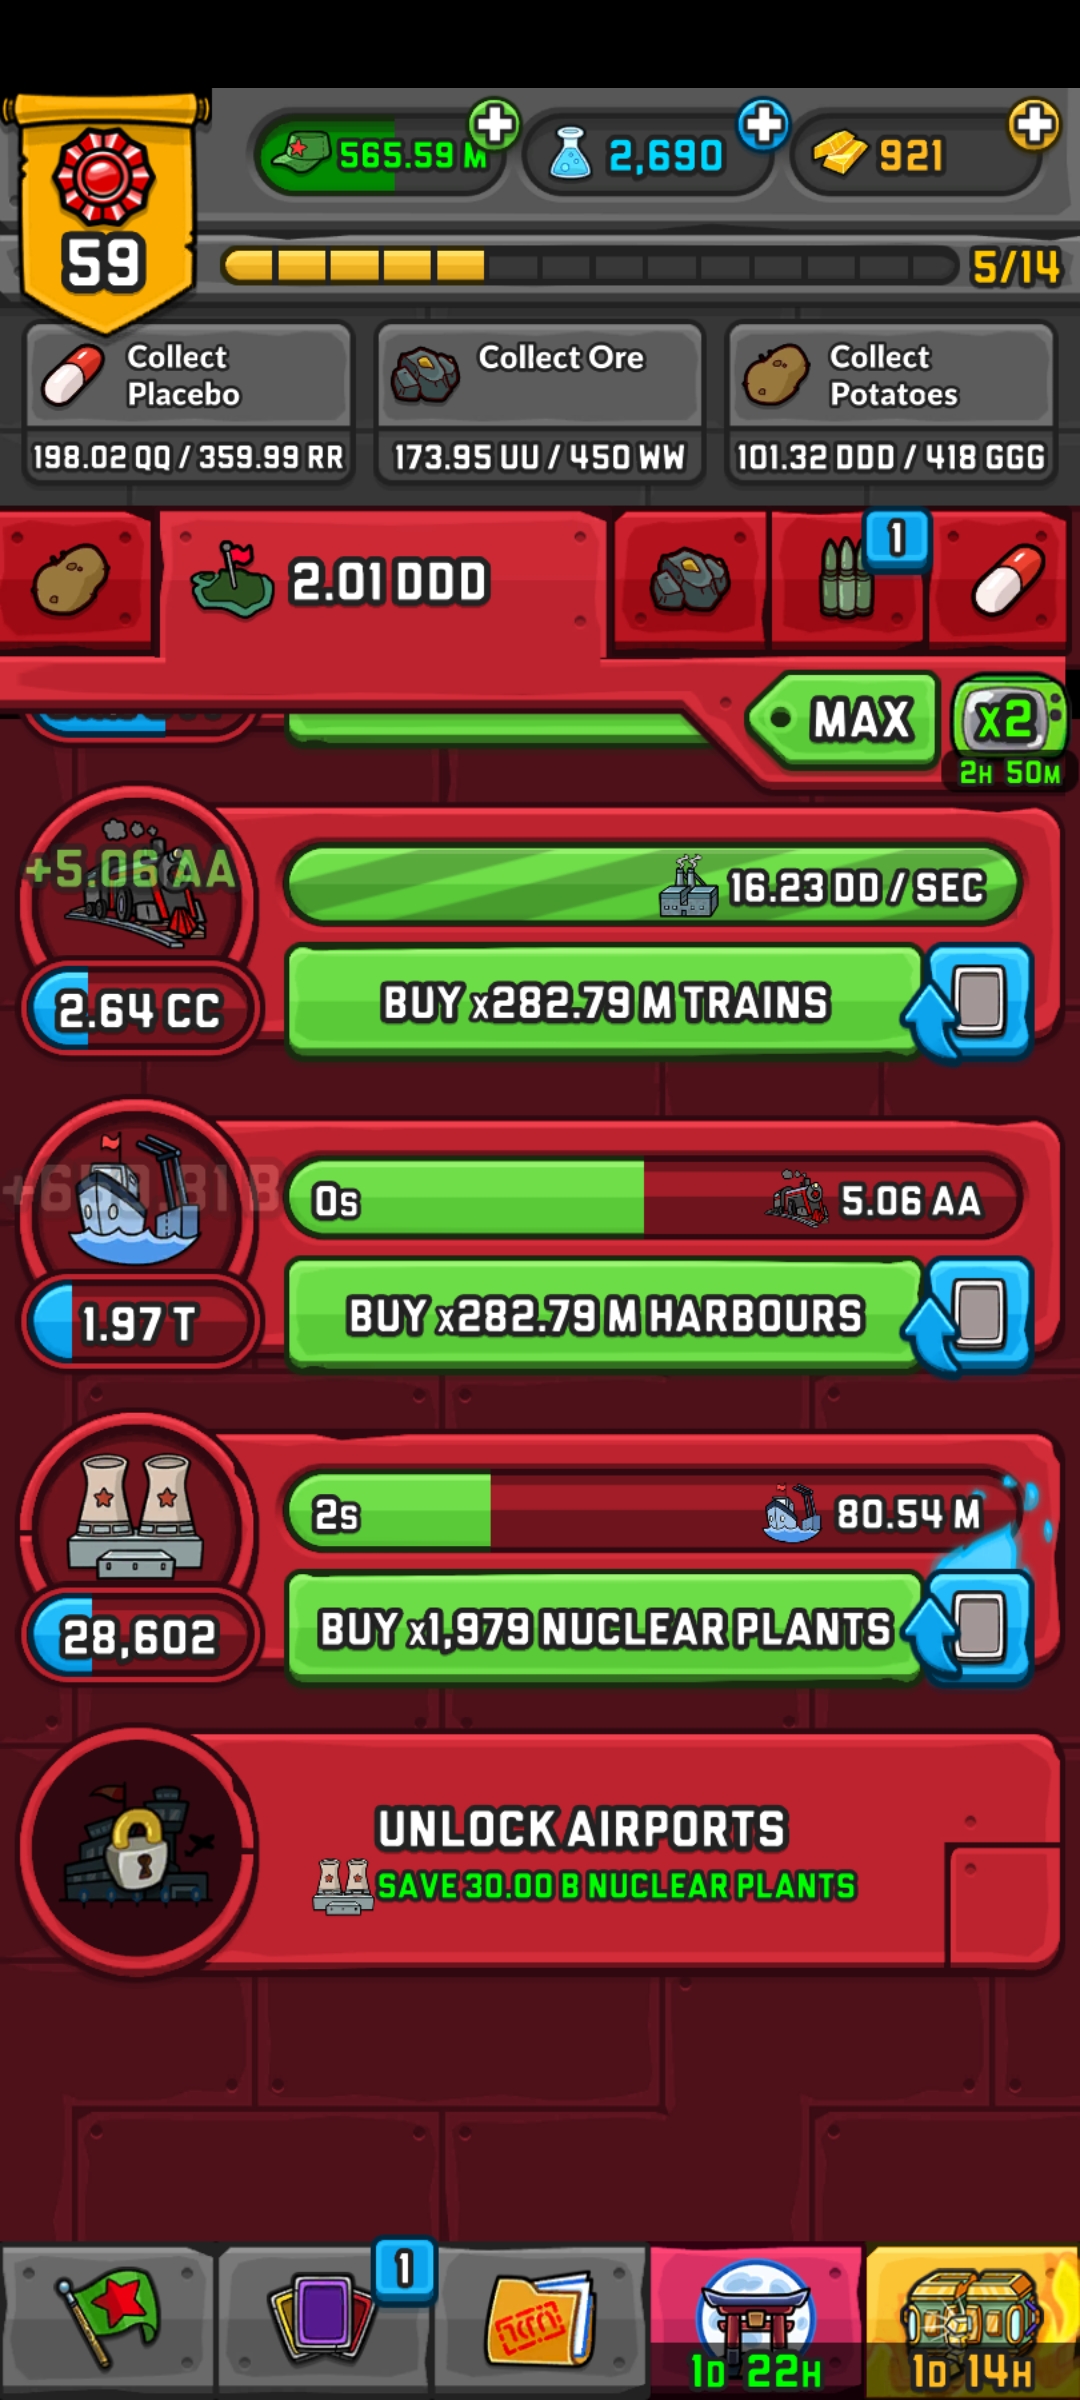 565.59 M
2,690
921
59
5/14
Collect Placebo
198.02 QQ / 359.99 RR
Collect Ore
173.95 UU / 450 WW
Collect Potatoes
101.32 DDD / 418 GGG
2.01 DDD
1
MAX
x2
2H 50M
+5.06 AA
16.23 DD / SEC
2.64 CC
BUY x282.79 M TRAINS
0s
5.06 AA
1.97 T
BUY x282.79 M HARBOURS
2s
80.54 M
28,602
BUY x1,979 NUCLEAR PLANTS
UNLOCK AIRPORTS
SAVE 30.00 B NUCLEAR PLANTS
1
1D 22H
1D 14H